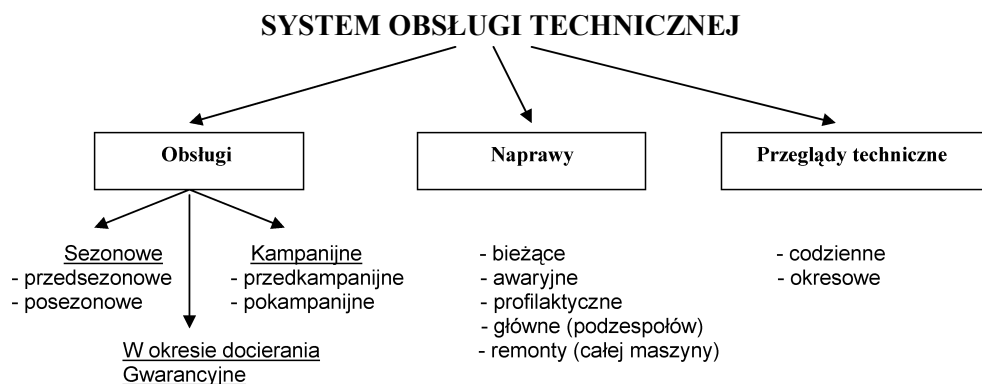 SYSTEM OBSŁUGI TECHNICZNEJ
Obsługi
Naprawy
Przeglądy techniczne
Sezonowe
- przedsezonowe
- posezonowe
Kampanijne
- przedkampanijne
- pokampanijne
W okresie docierania
Gwarancyjne
- bieżące
- awaryjne
- profilaktyczne
- główne (podzespołów)
- remonty (całej maszyny)
- codzienne
- okresowe